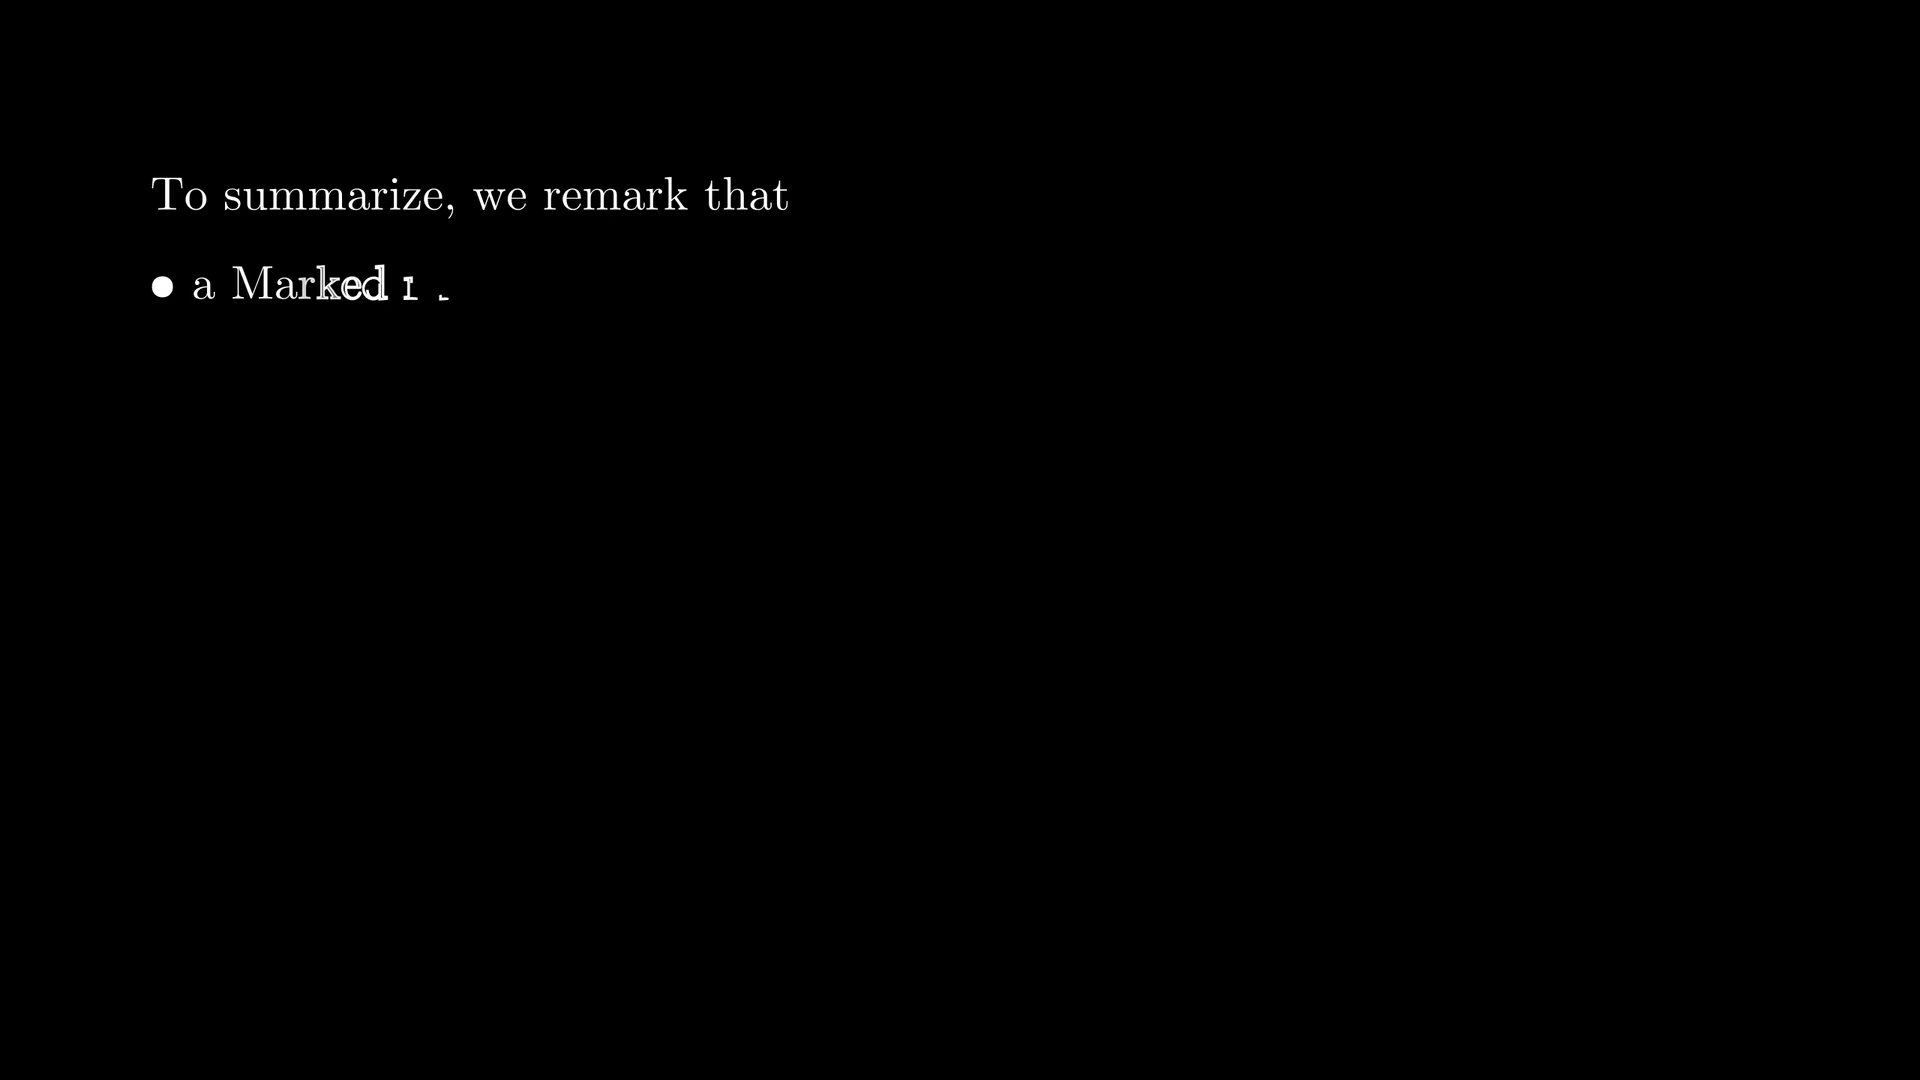 To summarize, we remark that
• a Marked